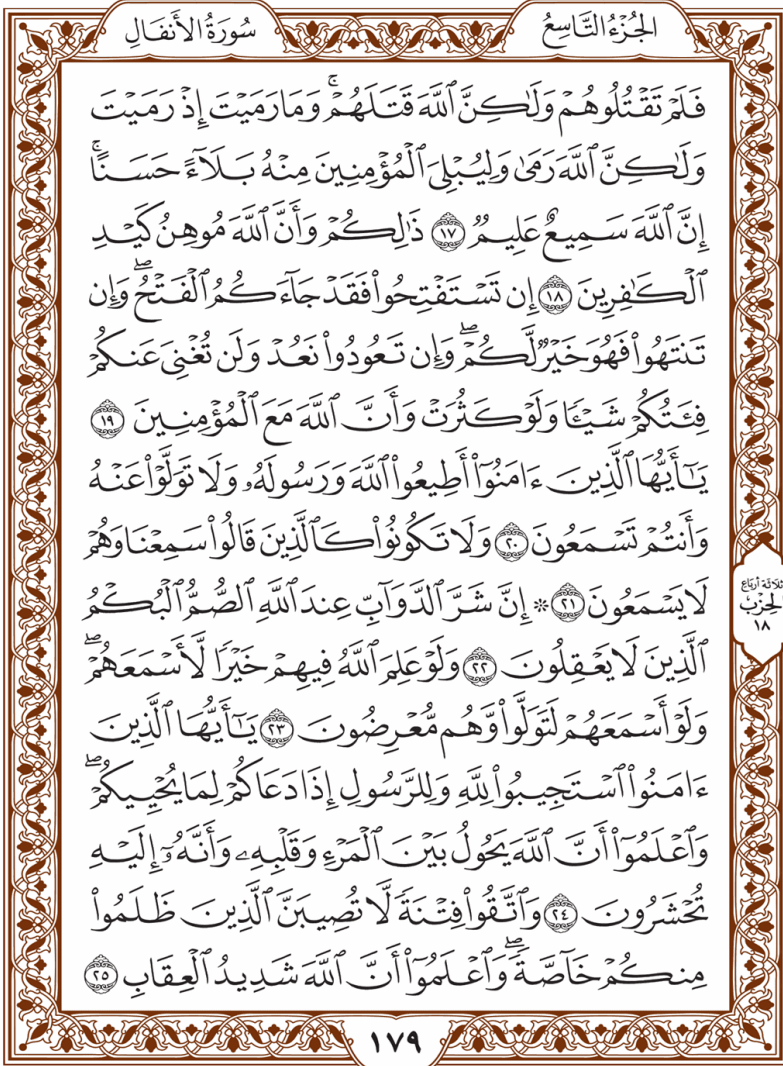 الجُزْءُ التَّاسِعُ
سُورَةُ الأَنفَالِ
فَلَمْ تَقْتُلُوهُمْ وَلَٰكِنَّ ٱللَّهَ قَتَلَهُمْ ۚ وَمَا رَمَيْتَ إِذْ رَمَيْتَ
وَلَٰكِنَّ ٱللَّهَ رَمَىٰ وَلِيُبْلِيَ ٱلْمُؤْمِنِينَ مِنْهُ بَلَآءً حَسَنًا ۚ
إِنَّ ٱللَّهَ سَمِيعٌ عَلِيمٌ ١٧ ذَٰلِكُمْ وَأَنَّ ٱللَّهَ مُوهِنُ كَيْدِ
ٱلْكَٰفِرِينَ ١٨ إِن تَسْتَفْتِحُوا۟ فَقَدْ جَآءَكُمُ ٱلْفَتْحُ ۖ وَإِن
تَنتَهُوا۟ فَهُوَ خَيْرٌ لَّكُمْ ۖ وَإِن تَعُودُوا۟ نَعُدْ وَلَن تُغْنِىَ عَنكُمْ
فِئَتُكُمْ شَيْـًٔا وَلَوْ كَثُرَتْ وَأَنَّ ٱللَّهَ مَعَ ٱلْمُؤْمِنِينَ ١٩
يَٰٓأَيُّهَا ٱلَّذِينَ ءَامَنُوٓا۟ أَطِيعُوا۟ ٱللَّهَ وَرَسُولَهُۥ وَلَا تَوَلَّوْا۟ عَنْهُ
وَأَنتُمْ تَسْمَعُونَ ٢٠ وَلَا تَكُونُوا۟ كَٱلَّذِينَ قَالُوا۟ سَمِعْنَا وَهُمْ
لَا يَسْمَعُونَ ٢١ ۞ إِنَّ شَرَّ ٱلدَّوَآبِّ عِندَ ٱللَّهِ ٱلصُّمُّ ٱلْبُكْمُ
ٱلَّذِينَ لَا يَعْقِلُونَ ٢٢ وَلَوْ عَلِمَ ٱللَّهُ فِيهِمْ خَيْرًا لَّأَسْمَعَهُمْ ۖ
وَلَوْ أَسْمَعَهُمْ لَتَوَلَّوا۟ وَّهُم مُّعْرِضُونَ ٢٣ يَٰٓأَيُّهَا ٱلَّذِينَ
ءَامَنُوا۟ ٱسْتَجِيبُوا۟ لِلَّهِ وَلِلرَّسُولِ إِذَا دَعَاكُمْ لِمَا يُحْيِيكُمْ ۖ
وَٱعْلَمُوٓا۟ أَنَّ ٱللَّهَ يَحُولُ بَيْنَ ٱلْمَرْءِ وَقَلْبِهِۦ وَأَنَّهُۥٓ إِلَيْهِ
تُحْشَرُونَ ٢٤ وَٱتَّقُوا۟ فِتْنَةً لَّا تُصِيبَنَّ ٱلَّذِينَ ظَلَمُوا۟
مِنكُمْ خَآصَّةً ۖ وَٱعْلَمُوٓا۟ أَنَّ ٱللَّهَ شَدِيدُ ٱلْعِقَابِ ٢٥
ثلاثة أرباع
الحزب
١٨
١٧٩